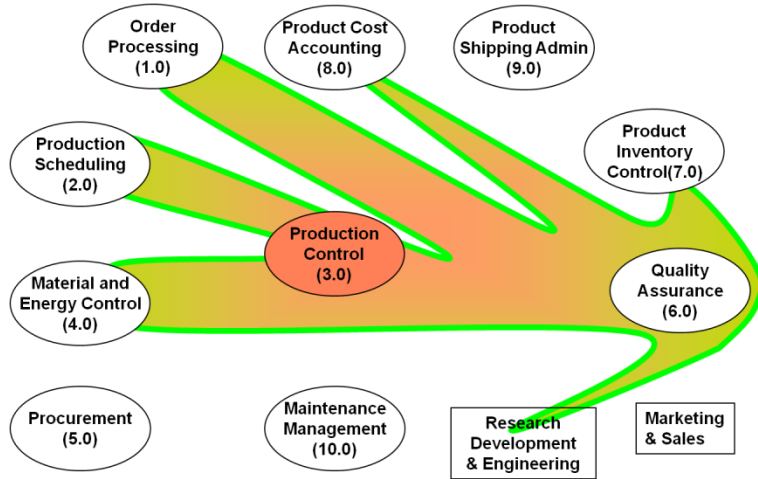 Order
Processing
(1.0)
Product Cost
Accounting
(8.0)
Product
Shipping Admin
(9.0)
Production
Scheduling
(2.0)
Product
Inventory
Control(7.0)
Production
Control
(3.0)
Material and
Energy Control
(4.0)
Quality
Assurance
(6.0)
Procurement
(5.0)
Maintenance
Management
(10.0)
Research
Development
& Engineering
Marketing
& Sales